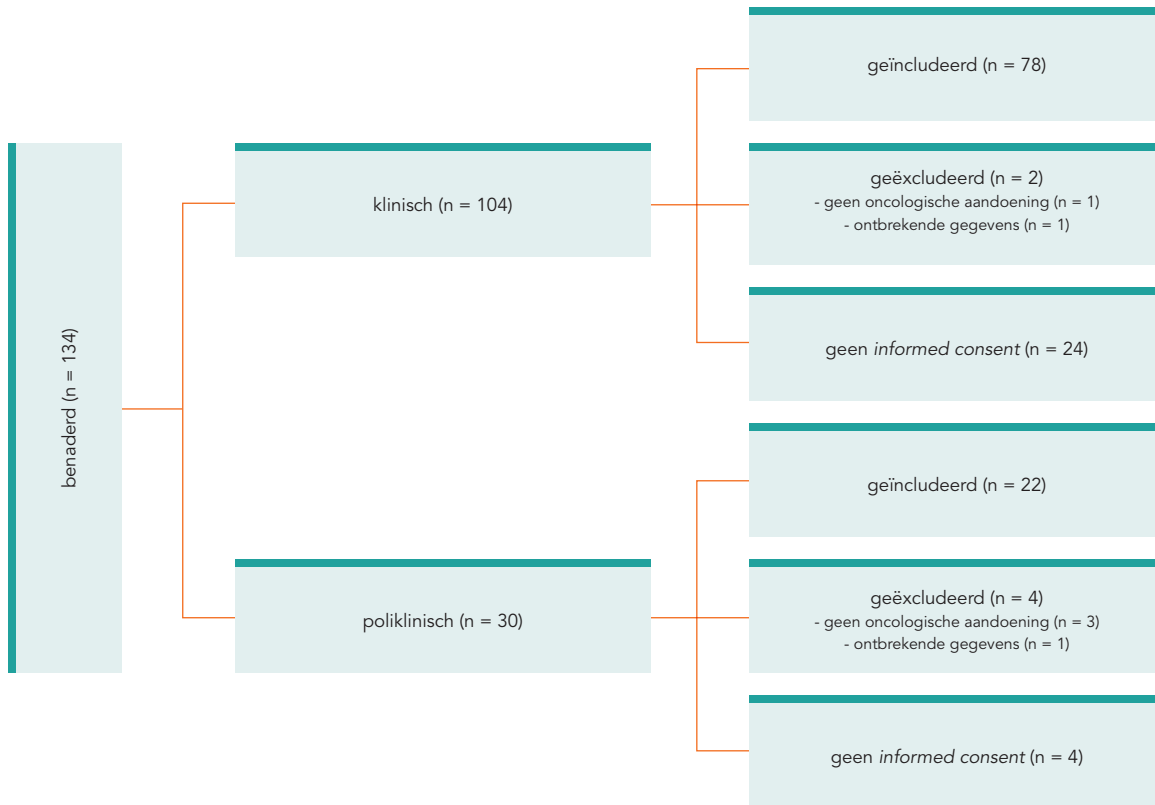 benaderd (n = 134)
klinisch (n = 104)
geïncludeerd (n = 78)
geëxcludeerd (n = 2)
- geen oncologische aandoening (n = 1)
- ontbrekende gegevens (n = 1)
geen informed consent (n = 24)
poliklinisch (n = 30)
geïncludeerd (n = 22)
geëxcludeerd (n = 4)
- geen oncologische aandoening (n = 3)
- ontbrekende gegevens (n = 1)
geen informed consent (n = 4)